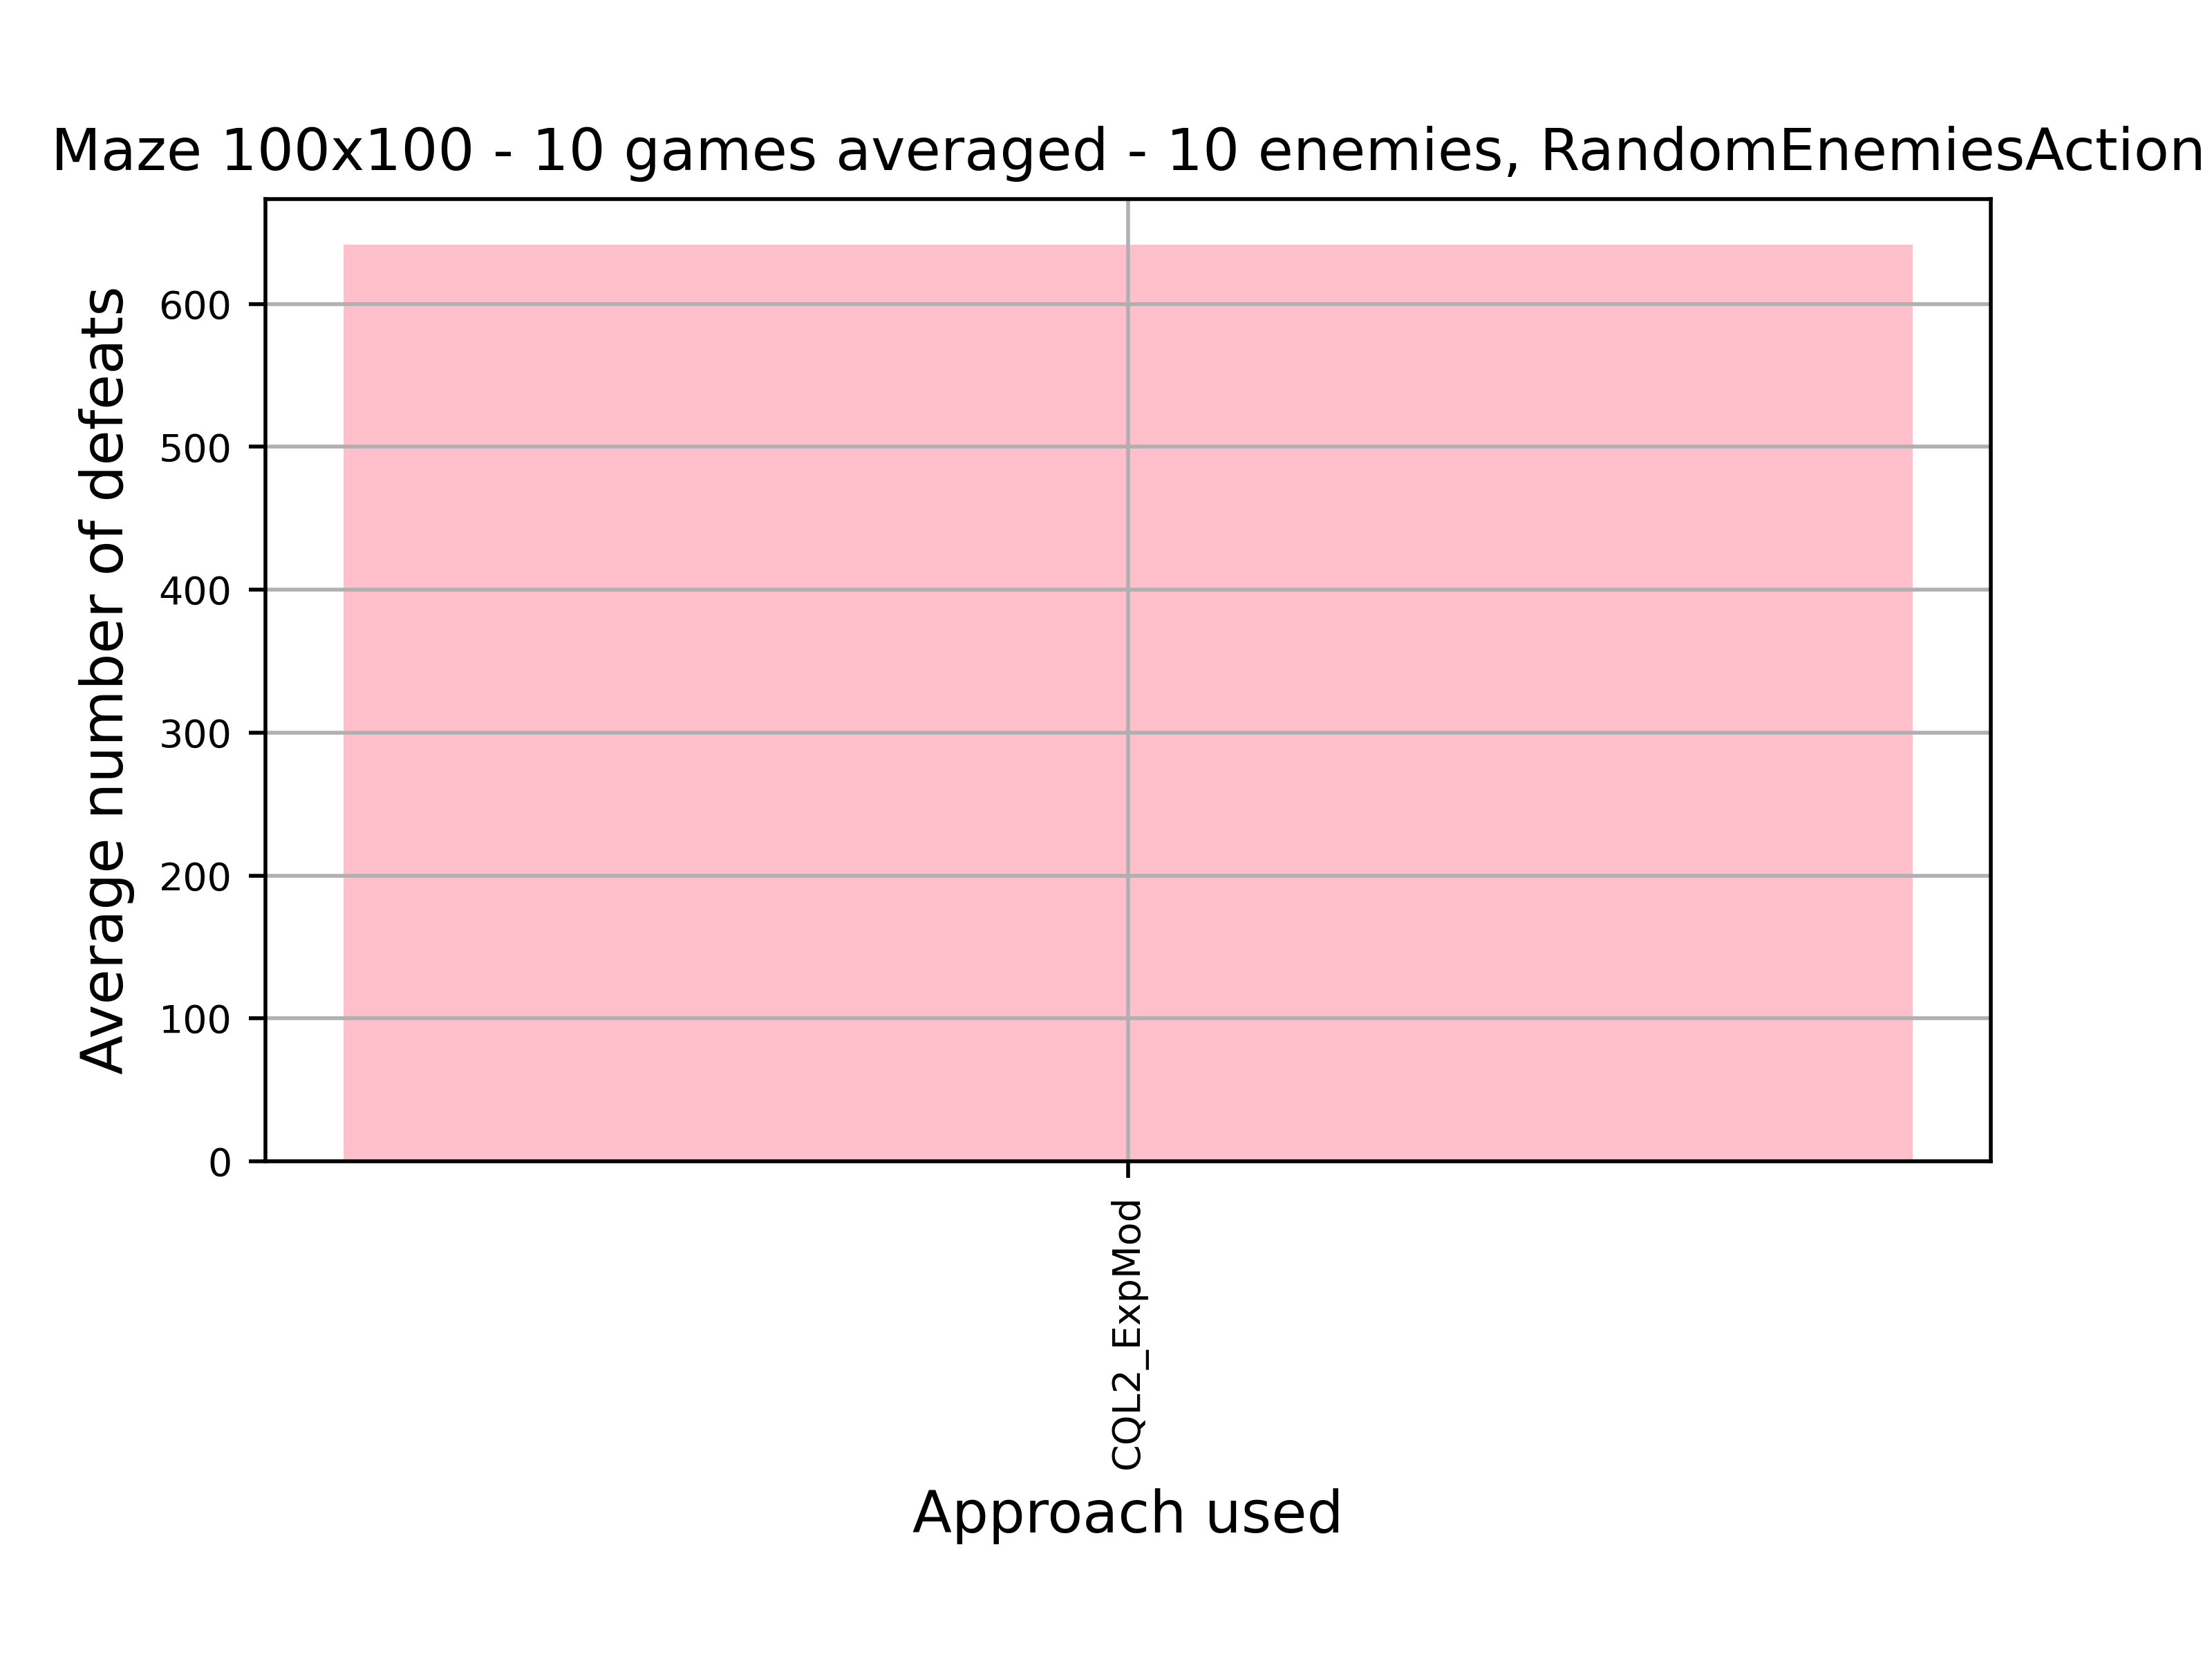 Maze 100x100 - 10 games averaged - 10 enemies, RandomEnemiesAction
Average number of defeats
600
500
400
300
200
100
0
CQL2_ExpMod
Approach used